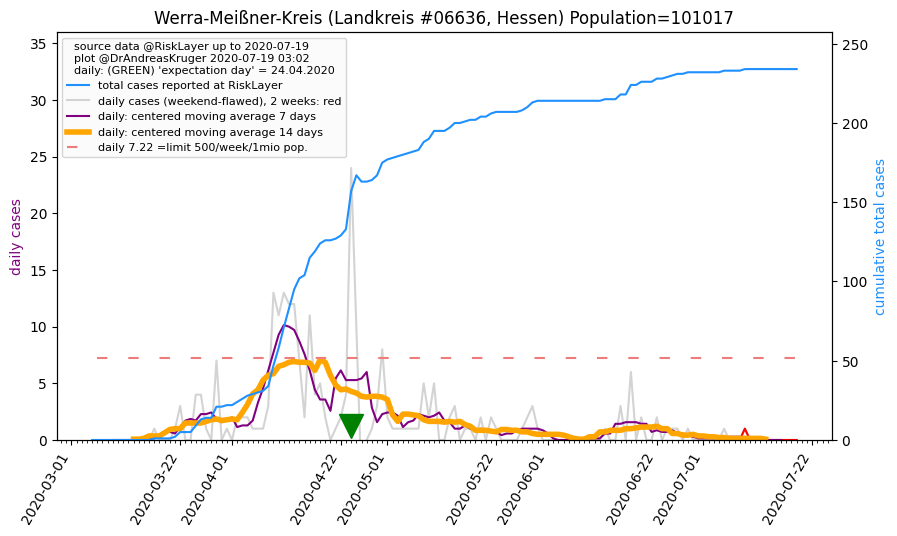 Werra-Meißner-Kreis (Landkreis #06636, Hessen) Population=101017
source data @RiskLayer up to 2020-07-19
plot @DrAndreasKruger 2020-07-19 03:02
daily: (GREEN) 'expectation day' = 24.04.2020
total cases reported at RiskLayer
daily cases (weekend-flawed), 2 weeks: red
daily: centered moving average 7 days
daily: centered moving average 14 days
daily 7.22 =limit 500/week/1mio pop.
daily cases
35
30
25
20
15
10
5
0
cumulative total cases
250
200
150
100
50
0
2020-03-01
2020-03-22
2020-04-01
2020-04-22
2020-05-01
2020-05-22
2020-06-01
2020-06-22
2020-07-01
2020-07-22